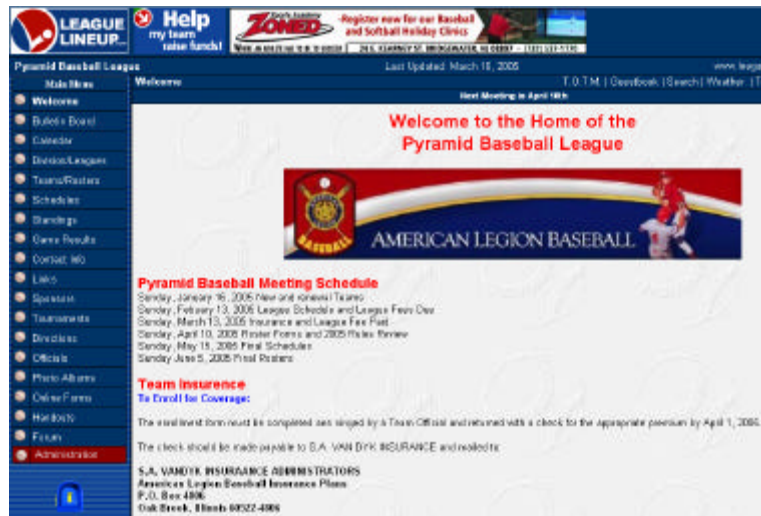 LEAGUE
LINEUP
Help
my team
raise funds!
ZONED
Register now for our Baseball
and Softball Holiday Clinics
Pyramid Baseball League
Last Updated: March 18, 2005
Main Menu
Welcome
T.O.T.M. | Guestbook | Search | Weather
Next Meeting in April 10th
Welcome
Bulletin Board
Calendar
Division/Leagues
Teams/Rosters
Schedules
Standings
Game Results
Contact Info
Links
Sponsors
Tournaments
Directions
Officials
Photo Albums
Online Forms
Handouts
Forum
Administration
Welcome to the Home of the
Pyramid Baseball League
BASEBALL
AMERICAN LEGION BASEBALL
Pyramid Baseball Meeting Schedule
Sunday, January 16, 2005 New and renewal Teams
Sunday, Febuary 13, 2005 League Schedule and League Fees Due
Sunday, March 13, 2005 Insurance and League Fee Past
Sunday, April 10, 2005 Roster Forms and 2005 Rules Review
Sunday, May 15, 2005 Final Schedules
Sunday June 5, 2005 Final Rosters
Team Insurence
To Enroll for Coverage:
The enrollment form must be completed and singed by a Team Official and returned with a check for the appropriate premium by April 1, 2005.
The check should be made payable to S.A. VAN DYK INSURANCE and mailed to:
S.A. VANDYK INSURAANCE ADMINISTRATORS
American Legion Baseball Insurance Plans
P.O. Box 4806
Oak Brook, Illinois 60522-4806